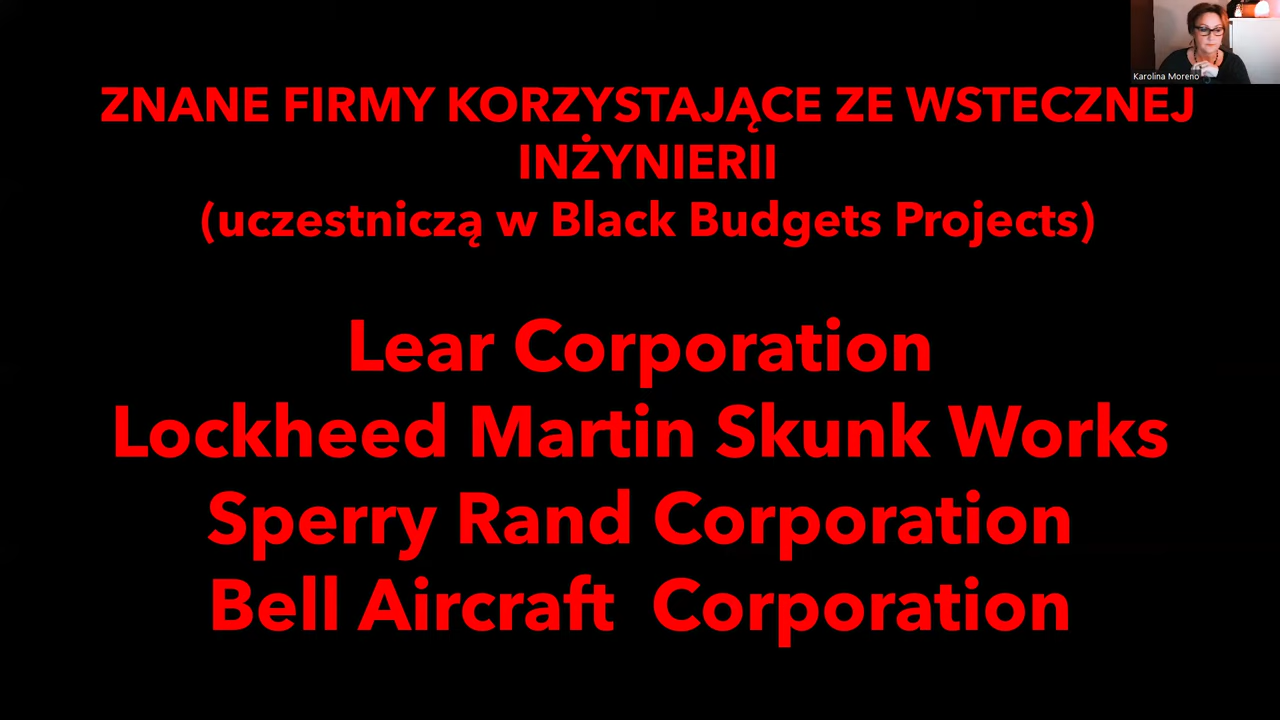 Karolina Moreno
ZNANE FIRMY KORZYSTAJĄCE ZE WSTECZNEJ
INŻYNIERII
(uczestniczą w Black Budgets Projects)
Lear Corporation
Lockheed Martin Skunk Works
Sperry Rand Corporation
Bell Aircraft  Corporation